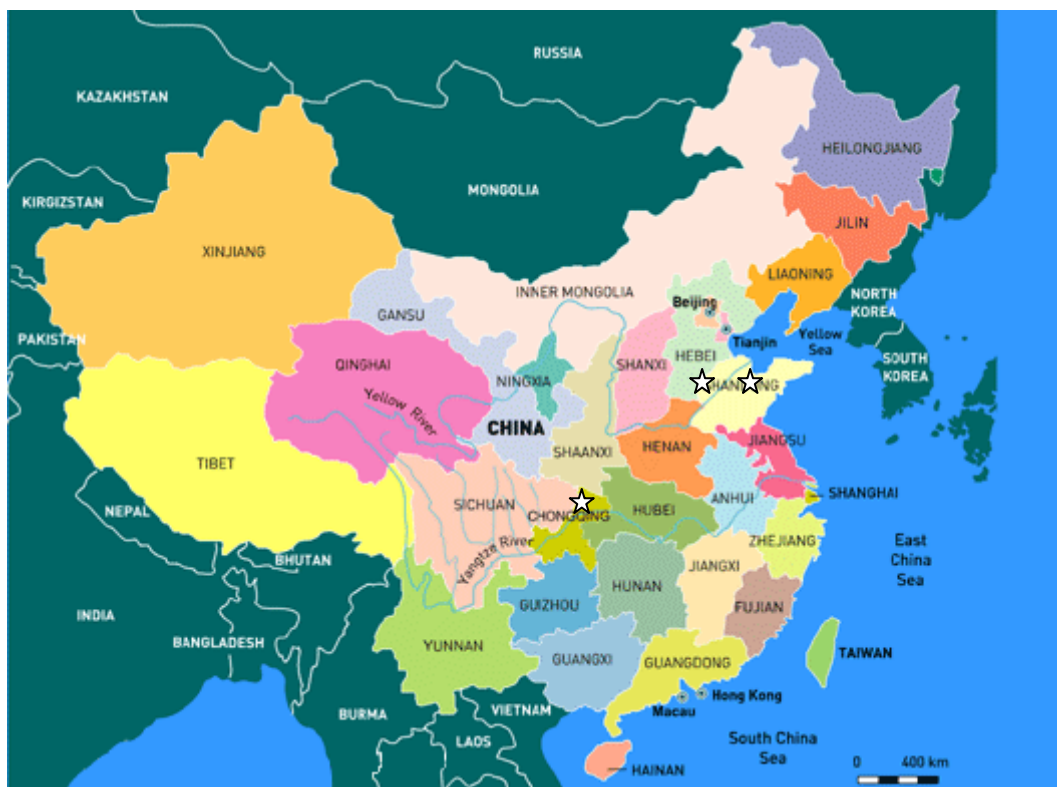 RUSSIA
KAZAKHSTAN
HEILONGJIANG
MONGOLIA
KIRGIZSTAN
JILIN
XINJIANG
LIAONING
INNER MONGOLIA
NORTH
KOREA
Beijing
GANSU
Tianjin
Yellow
Sea
PAKISTAN
SOUTH
KOREA
HEBEI
SHANXI
QINGHAI
NINGXIA
Yellow River
CHINA
JIANGSU
HENAN
SHAANXI
TIBET
SHANGHAI
ANHUI
SICHUAN
HUBEI
CHONGQING
NEPAL
ZHEJIANG
East
China
Sea
Yangtze River
BHUTAN
JIANGXI
HUNAN
GUIZHOU
FUJIAN
INDIA
BANGLADESH
YUNNAN
GUANGXI
GUANGDONG
TAIWAN
Hong Kong
Macau
VIETNAM
BURMA
LAOS
South China
Sea
HAINAN
0 400 km